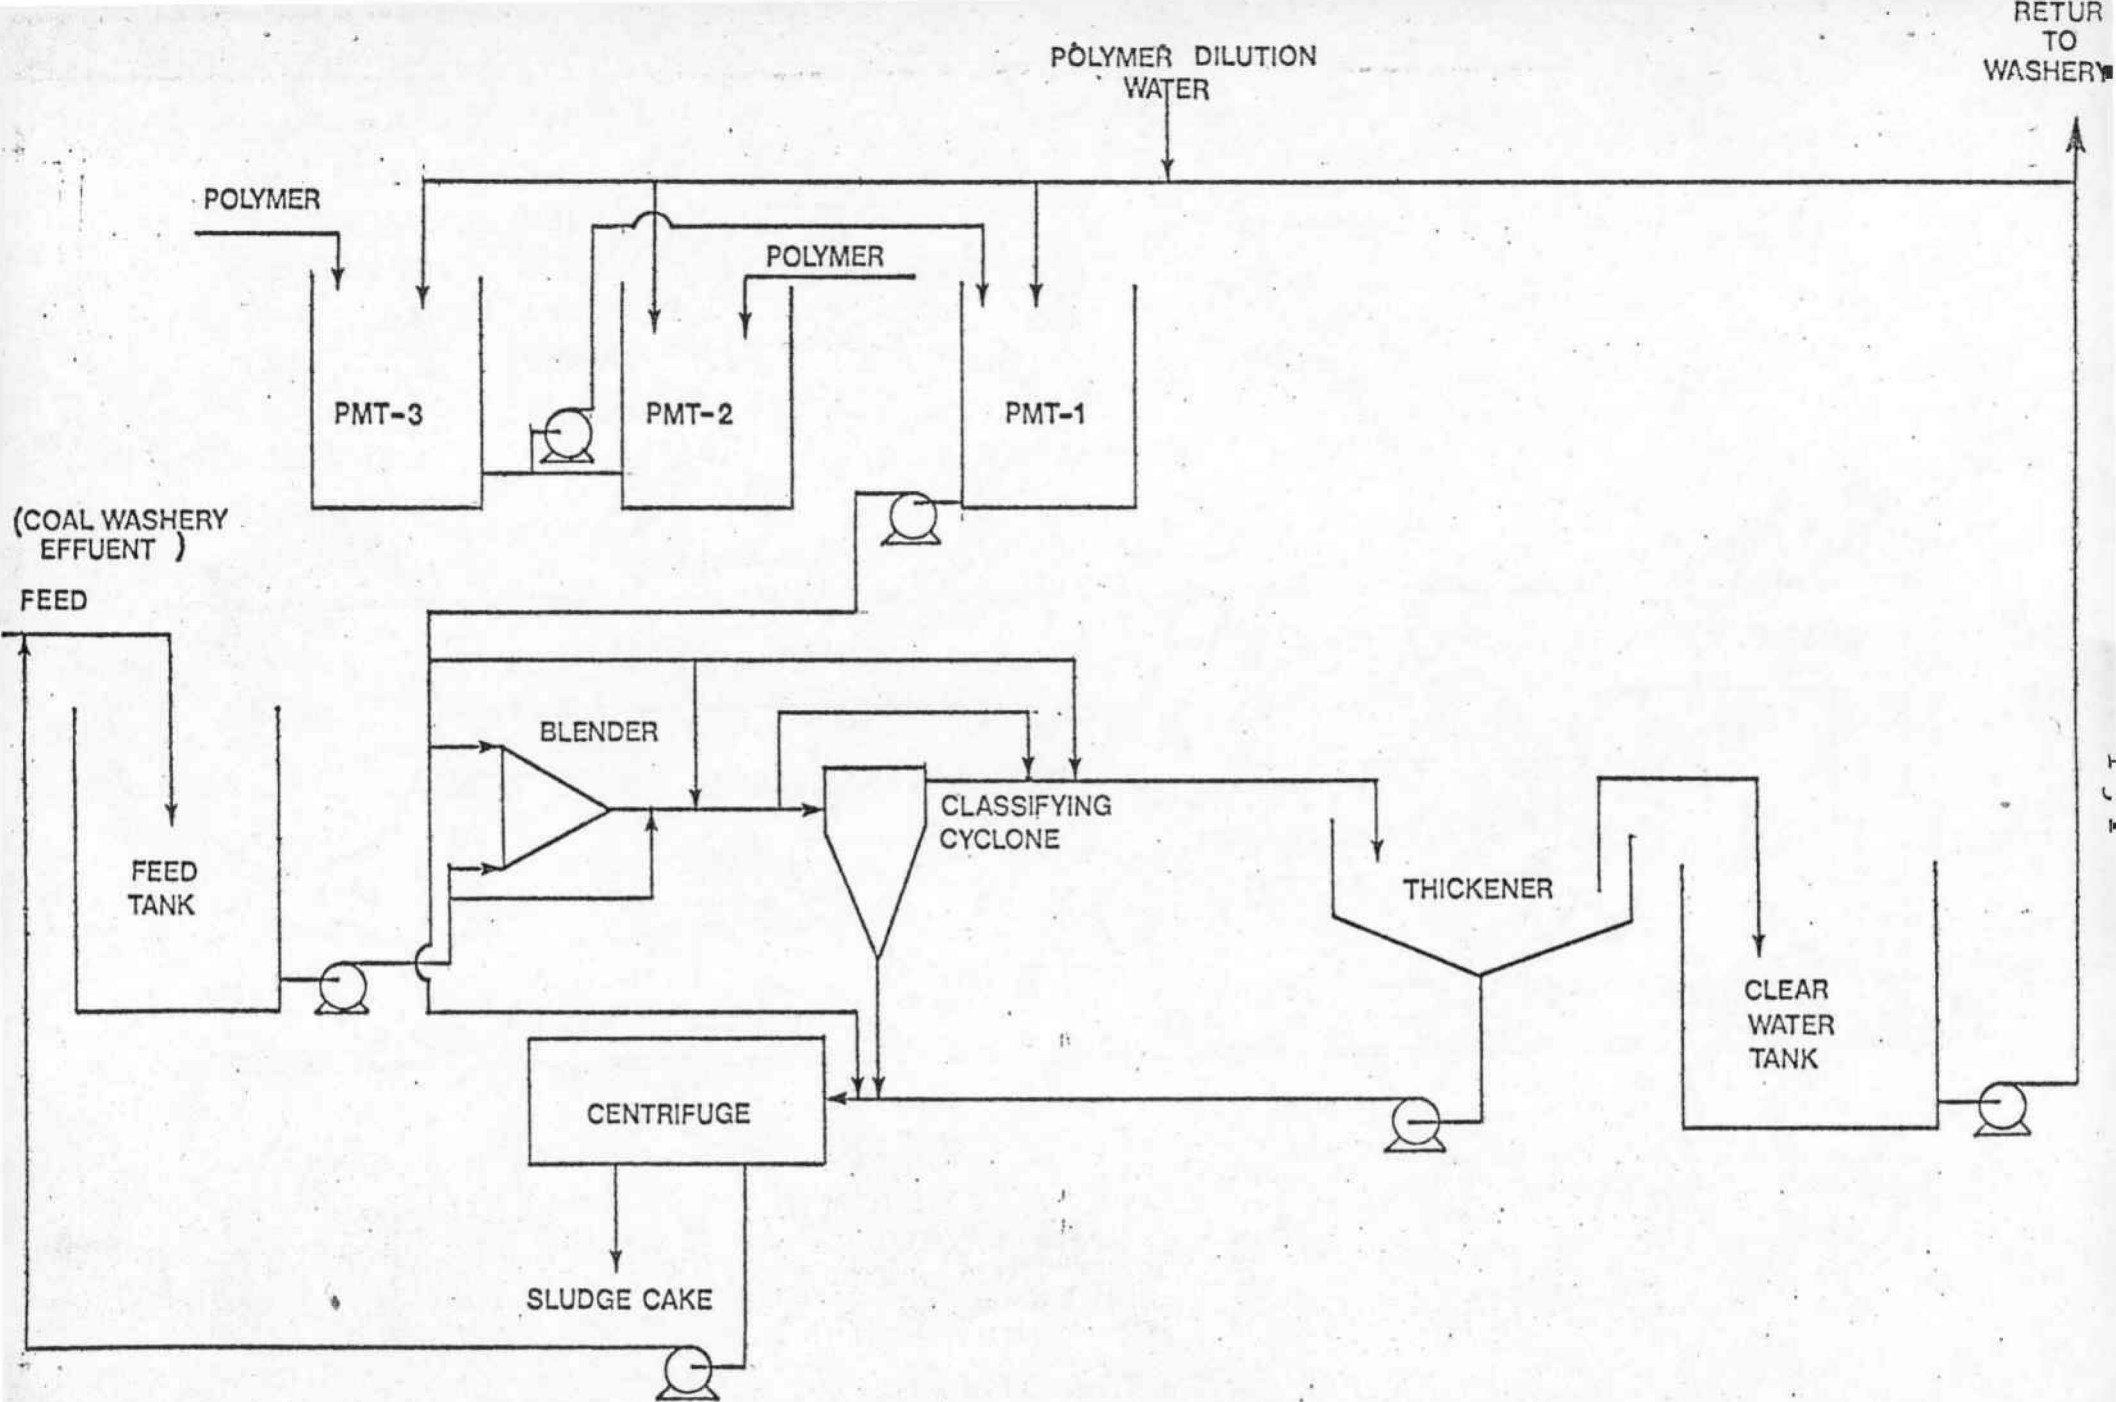 RETUR
TO
WASHERY
POLYMER DILUTION
WATER
POLYMER
POLYMER
PMT-3
PMT-2
PMT-1
(COAL WASHERY
EFFUENT )
FEED
BLENDER
CLASSIFYING
CYCLONE
FEED
TANK
THICKENER
CLEAR
WATER
TANK
CENTRIFUGE
SLUDGE CAKE